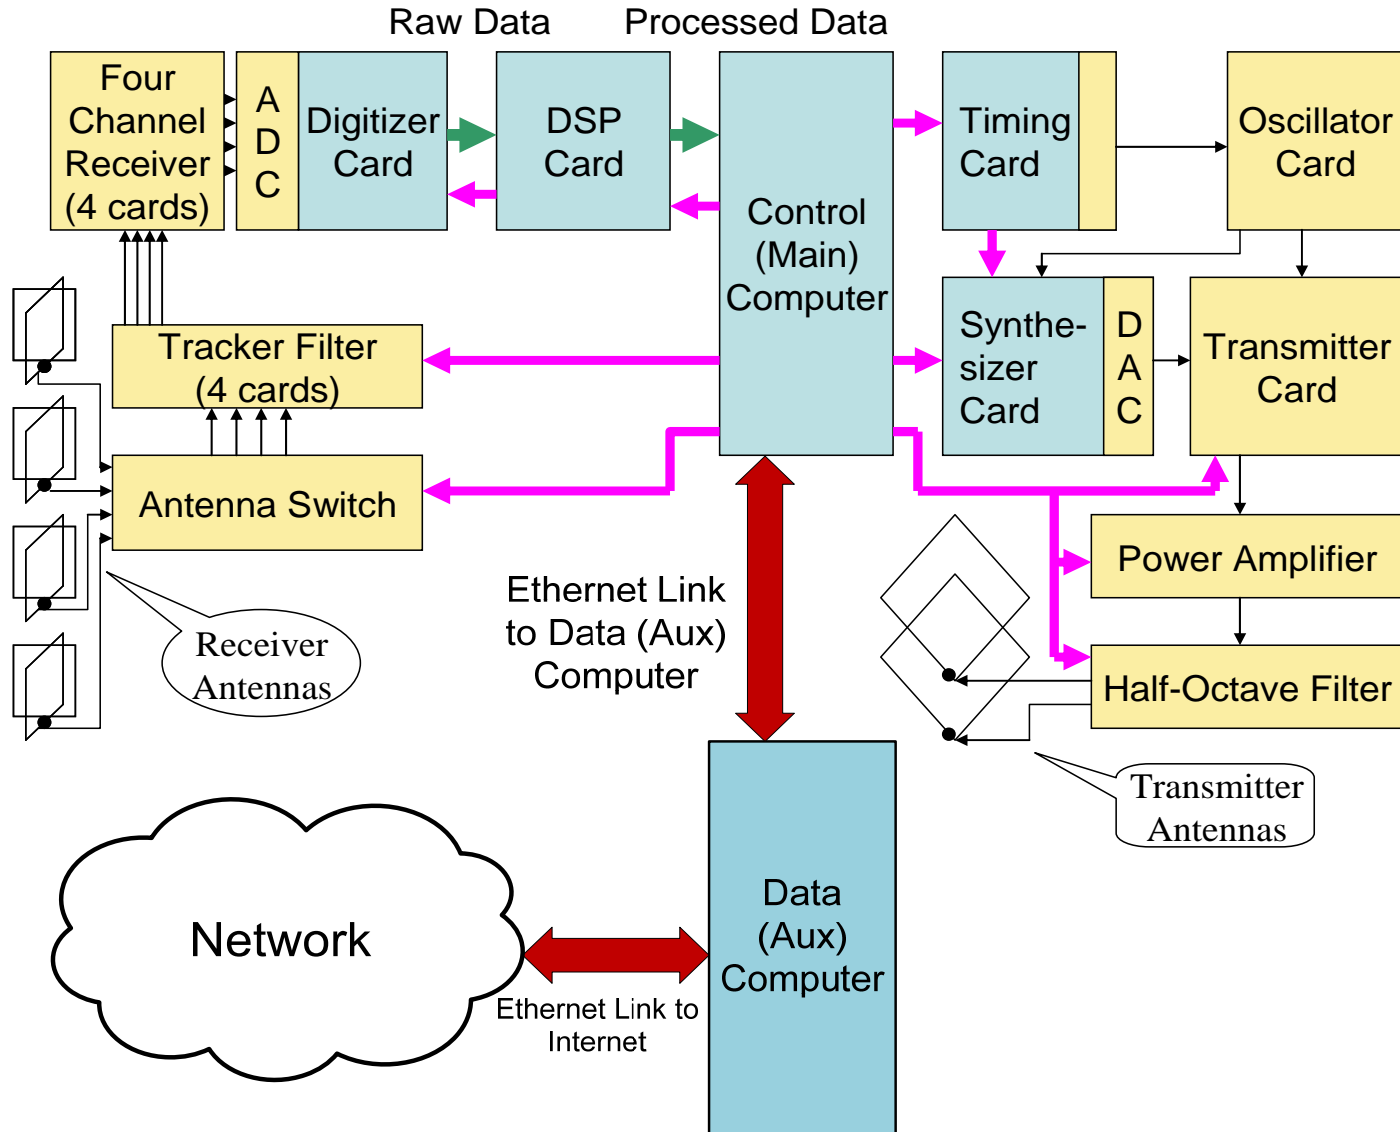 Raw Data
Processed Data
Four
Channel
Receiver
(4 cards)
A
D
C
Digitizer
Card
DSP
Card
Control
(Main)
Computer
Timing
Card
Oscillator
Card
Tracker Filter
(4 cards)
Synthe-
sizer
Card
D
A
C
Transmitter
Card
Antenna Switch
Power Amplifier
Receiver
Antennas
Ethernet Link
to Data (Aux)
Computer
Half-Octave Filter
Transmitter
Antennas
Network
Ethernet Link to
Internet
Data
(Aux)
Computer